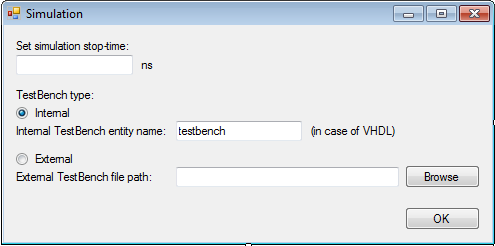 Simulation
Set simulation stop-time:
ns
TestBench type:
Internal
Internal TestBench entity name: testbench (in case of VHDL)
External
External TestBench file path: Browse
OK